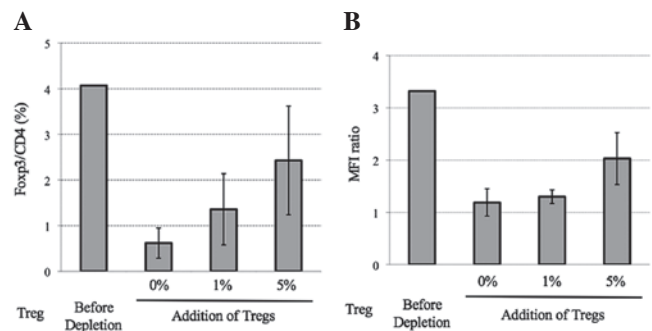 A
Foxp3/CD4 (%)
5
4
3
2
1
0
0%
1%
5%
Treg
Before
Depletion
Addition of Tregs
B
MFI ratio
4
3
2
1
0
0%
1%
5%
Treg
Before
Depletion
Addition of Tregs